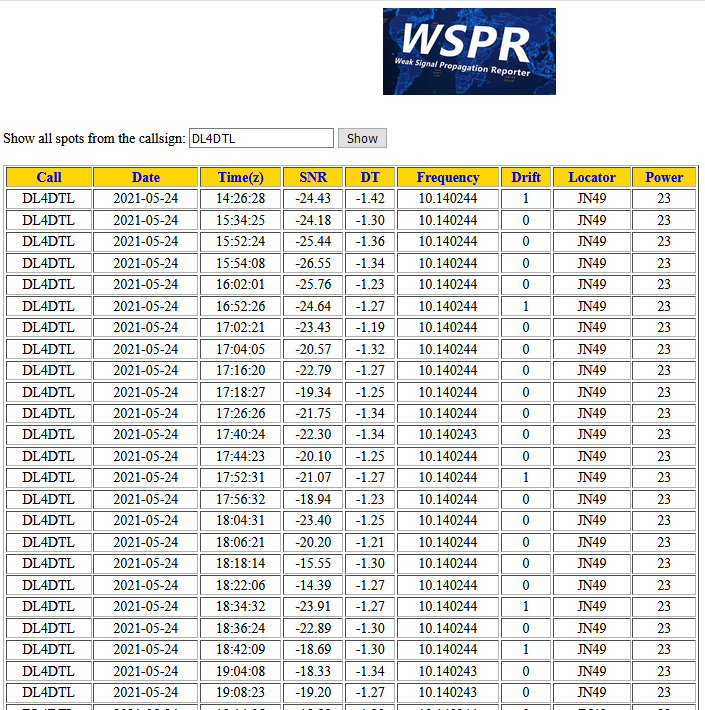 WSPR
Weak Signal Propagation Reporter
Show all spots from the callsign: DL4DTL Show
Call Date Time(z) SNR DT Frequency Drift Locator Power
DL4DTL 2021-05-24 14:26:28 -24.43 -1.42 10.140244 1 JN49 23
DL4DTL 2021-05-24 15:34:25 -24.18 -1.30 10.140244 0 JN49 23
DL4DTL 2021-05-24 15:52:24 -25.44 -1.36 10.140244 0 JN49 23
DL4DTL 2021-05-24 15:54:08 -26.55 -1.34 10.140244 0 JN49 23
DL4DTL 2021-05-24 16:02:01 -25.76 -1.23 10.140244 0 JN49 23
DL4DTL 2021-05-24 16:52:26 -24.64 -1.27 10.140244 1 JN49 23
DL4DTL 2021-05-24 17:02:21 -23.43 -1.19 10.140244 0 JN49 23
DL4DTL 2021-05-24 17:04:05 -20.57 -1.32 10.140244 0 JN49 23
DL4DTL 2021-05-24 17:16:20 -22.79 -1.27 10.140244 0 JN49 23
DL4DTL 2021-05-24 17:18:27 -19.34 -1.25 10.140244 0 JN49 23
DL4DTL 2021-05-24 17:26:26 -21.75 -1.34 10.140244 0 JN49 23
DL4DTL 2021-05-24 17:40:24 -22.30 -1.34 10.140243 0 JN49 23
DL4DTL 2021-05-24 17:44:23 -20.10 -1.25 10.140244 0 JN49 23
DL4DTL 2021-05-24 17:52:31 -21.07 -1.27 10.140244 1 JN49 23
DL4DTL 2021-05-24 17:56:32 -18.94 -1.23 10.140244 0 JN49 23
DL4DTL 2021-05-24 18:04:31 -23.40 -1.25 10.140244 0 JN49 23
DL4DTL 2021-05-24 18:06:21 -20.20 -1.21 10.140244 0 JN49 23
DL4DTL 2021-05-24 18:18:14 -15.55 -1.30 10.140244 0 JN49 23
DL4DTL 2021-05-24 18:22:06 -14.39 -1.27 10.140244 0 JN49 23
DL4DTL 2021-05-24 18:34:32 -23.91 -1.27 10.140244 1 JN49 23
DL4DTL 2021-05-24 18:36:24 -22.89 -1.30 10.140244 0 JN49 23
DL4DTL 2021-05-24 18:42:09 -18.69 -1.30 10.140244 1 JN49 23
DL4DTL 2021-05-24 19:04:08 -18.33 -1.34 10.140243 0 JN49 23
DL4DTL 2021-05-24 19:08:23 -19.20 -1.27 10.140243 0 JN49 23